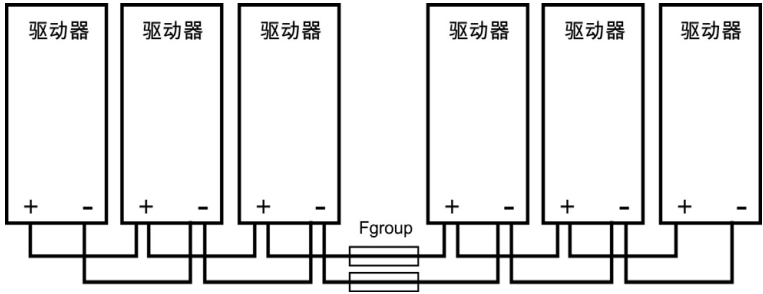 驱动器 驱动器 驱动器 驱动器 驱动器 驱动器
+ - + - + - + - + - + -
Fgroup